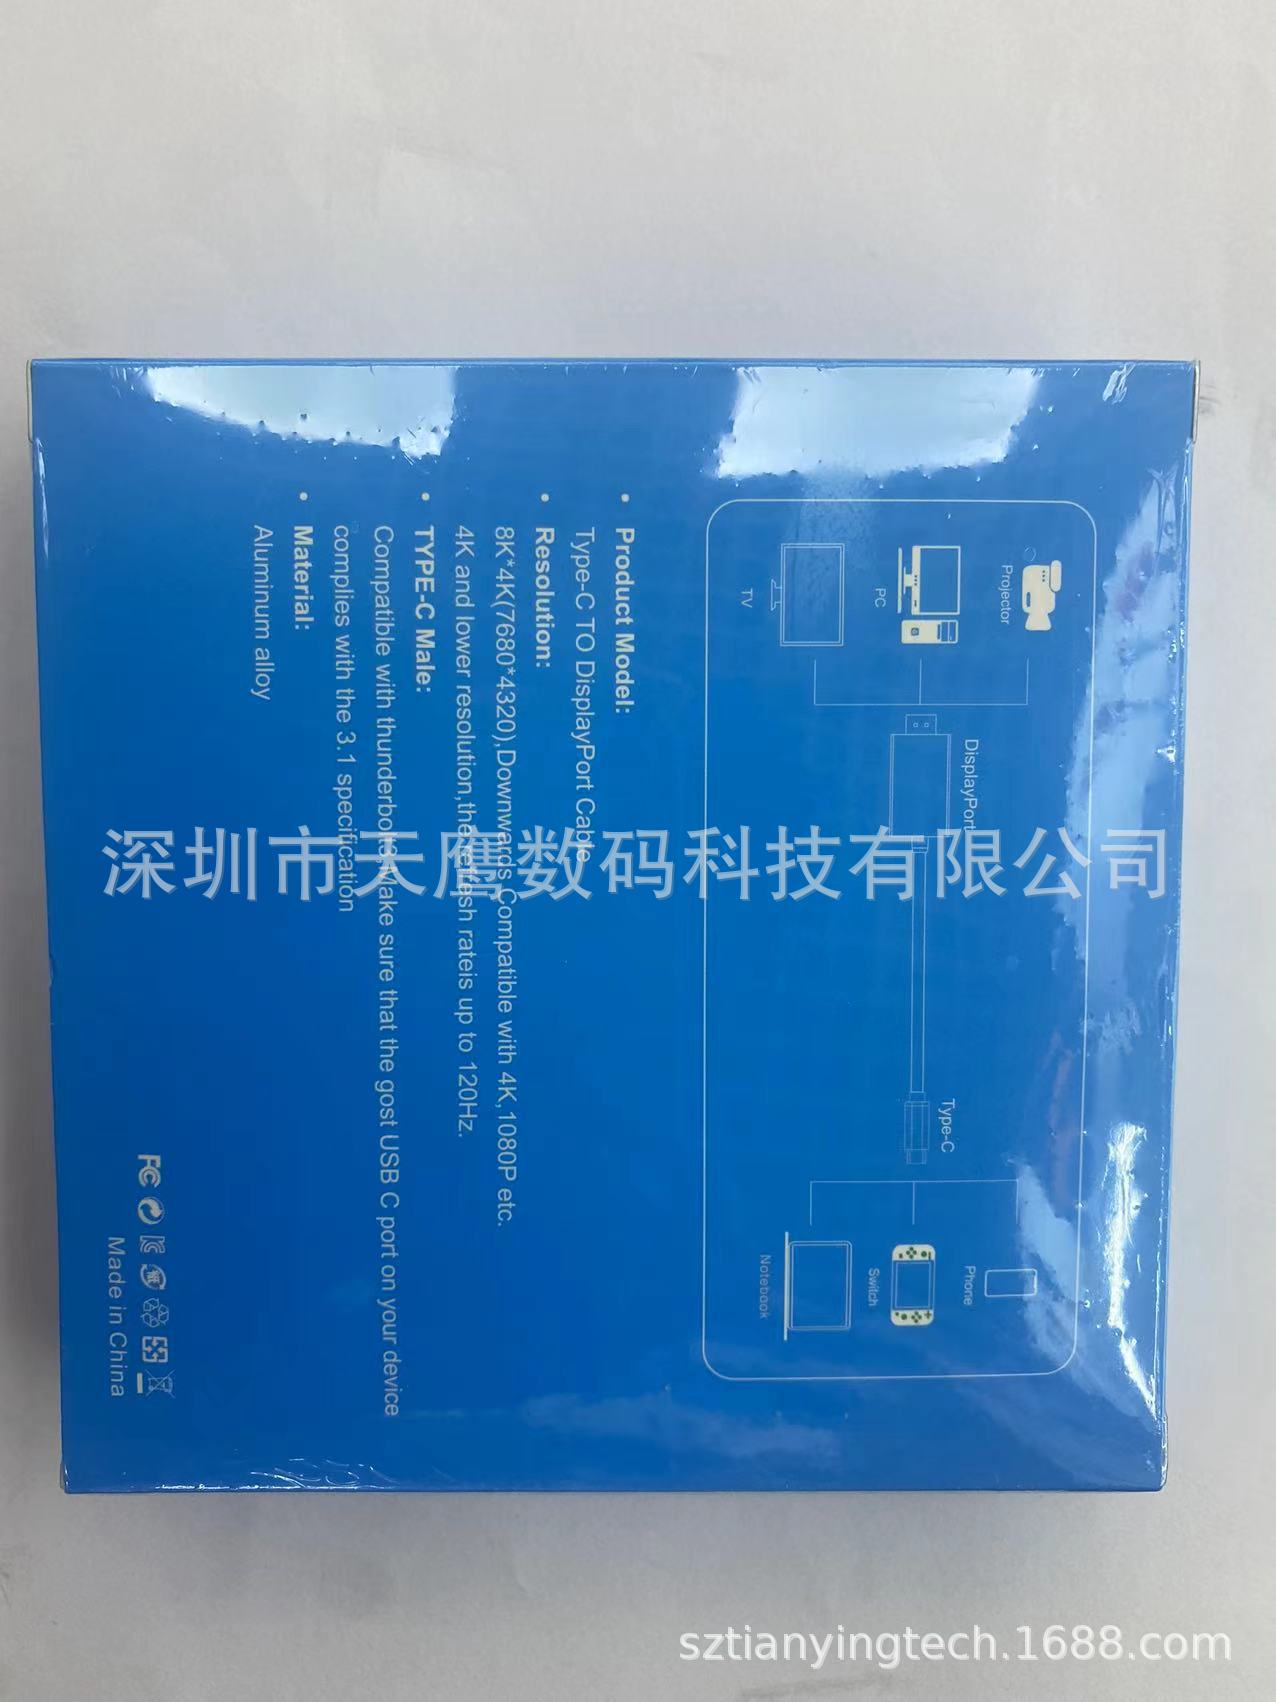 Projector
PC
TV
DisplayPort
Type-C
Phone
Switch
Notebook
• Product Model:
Type-C TO DisplayPort Cable
• Resolution:
8K*4K(7680*4320),Downwards Compatible with 4K,1080P etc.
4K and lower resolution,the refresh rateis up to 120Hz.
• TYPE-C Male:
Compatible with thunderbolt3,Make sure that the gost USB C port on your device
complies with the 3.1 specification
• Material:
Aluminum alloy
FC
Made in China
深圳市天鹰数码科技有限公司
sztianyingtech.1688.com